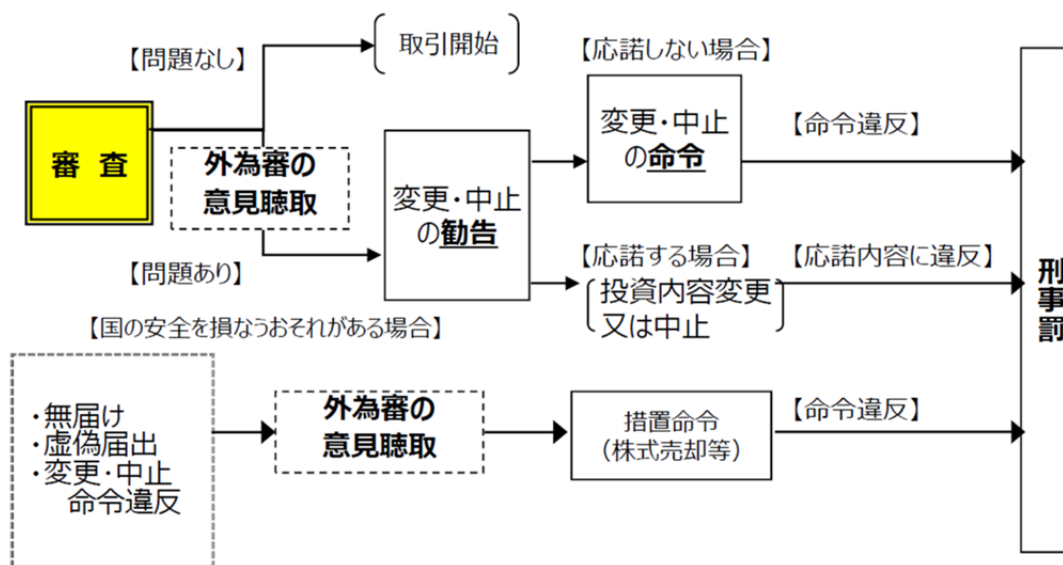 【問題なし】
取引開始
【応諾しない場合】
審 査
外為審の
意見聴取
変更・中止
の勧告
変更・中止
の命令
【命令違反】
【問題あり】
【応諾する場合】
投資内容変更
又は中止
【応諾内容に違反】
刑事罰
【国の安全を損なうおそれがある場合】
・無届け
・虚偽届出
・変更・中止
命令違反
外為審の
意見聴取
措置命令
（株式売却等）
【命令違反】